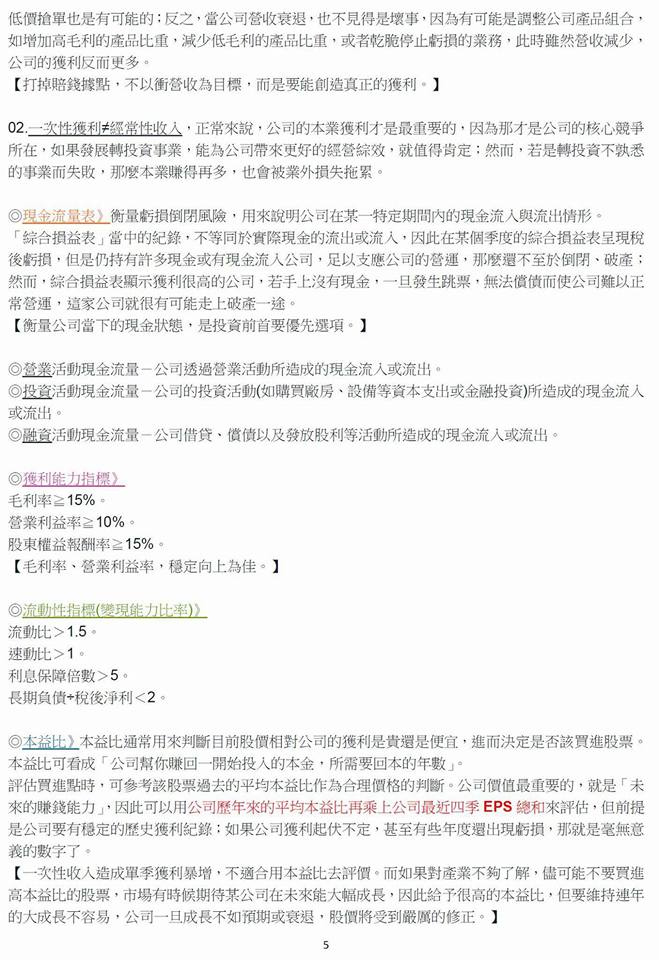 低價搶單也是有可能的；反之，當公司營收衰退，也不見得是壞事，因為有可能是調整公司產品組合，
如增加高毛利的產品比重，減少低毛利的產品比重，或者乾脆停止虧損的業務，此時雖然營收減少，
公司的獲利反而更多。
【打掉賠錢據點，不以衝營收為目標，而是要能創造真正的獲利。】
02.一次性獲利≠經常性收入，正常來說，公司的本業獲利才是最重要的，因為那才是公司的核心競爭
所在，如果發展轉投資事業，能為公司帶來更好的經營綜效，就值得肯定；然而，若是轉投資不孰悉
的事業而失敗，那麼本業賺得再多，也會被業外損失拖累。
◎現金流量表》衡量虧損倒閉風險，用來說明公司在某一特定期間內的現金流入與流出情形。
「綜合損益表」當中的紀錄，不等同於實際現金的流出或流入，因此在某個季度的綜合損益表呈現稅
後虧損，但是仍持有許多現金或有現金流入公司，足以支應公司的營運，那麼還不至於倒閉、破產；
然而，綜合損益表顯示獲利很高的公司，若手上沒有現金，一旦發生跳票，無法償債而使公司難以正
常營運，這家公司就很有可能走上破產一途。
【衡量公司當下的現金狀態，是投資前首要優先選項。】
◎營業活動現金流量－公司透過營業活動所造成的現金流入或流出。
◎投資活動現金流量－公司的投資活動(如購買廠房、設備等資本支出或金融投資)所造成的現金流入
或流出。
◎融資活動現金流量－公司借貸、償債以及發放股利等活動所造成的現金流入或流出。
◎獲利能力指標》
毛利率≧15%。
營業利益率≧10%。
股東權益報酬率≧15%。
【毛利率、營業利益率，穩定向上為佳。】
◎流動性指標(變現能力比率)》
流動比＞1.5。
速動比＞1。
利息保障倍數＞5。
長期負債÷稅後淨利＜2。
◎本益比》本益比通常用來判斷目前股價相對公司的獲利是貴還是便宜，進而決定是否該買進股票。
本益比可看成「公司幫你賺回一開始投入的本金，所需要回本的年數」。
評估買進點時，可參考該股票過去的平均本益比作為合理價格的判斷。公司價值最重要的，就是「未
來的賺錢能力」，因此可以用公司歷年來的平均本益比再乘上公司最近四季 EPS 總和來評估，但前提
是公司要有穩定的歷史獲利紀錄；如果公司獲利起伏不定，甚至有些年度還出現虧損，那就是毫無意
義的數字了。
【一次性收入造成單季獲利暴增，不適合用本益比去評價。而如果對產業不夠了解，儘可能不要買進
高本益比的股票，市場有時候期待某公司在未來能大幅成長，因此給予很高的本益比，但要維持連年
的大成長不容易，公司一旦成長不如預期或衰退，股價將受到嚴厲的修正。】
5